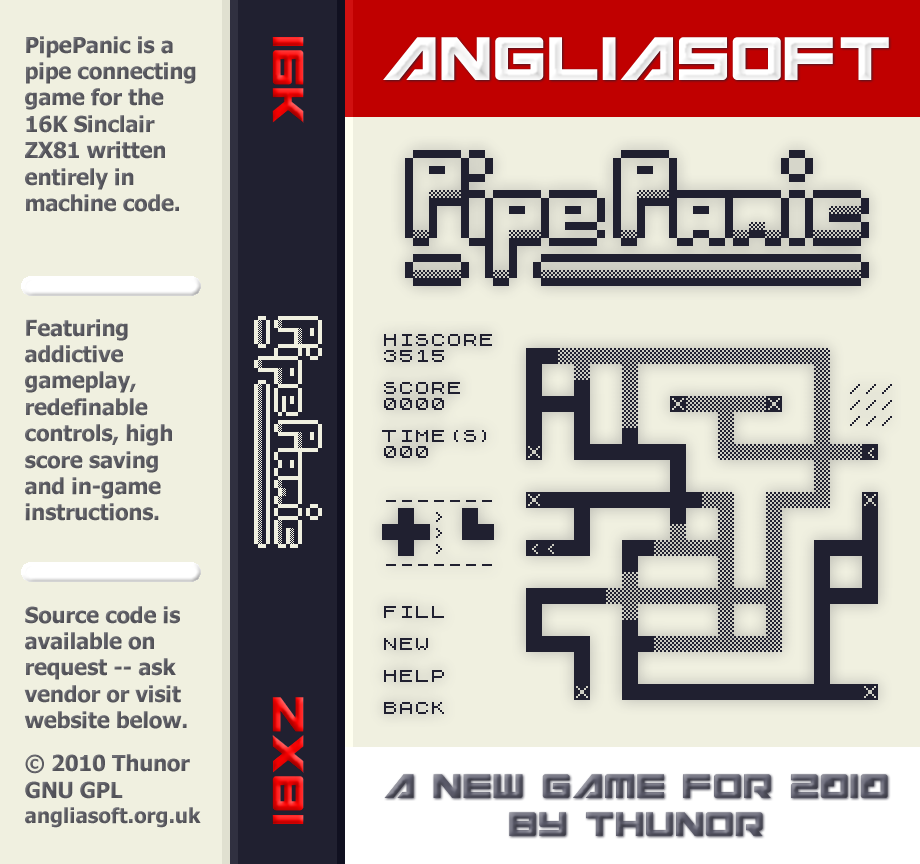 PipePanic is a
pipe connecting
game for the
16K Sinclair
ZX81 written
entirely in
machine code.
Featuring
addictive
gameplay,
redefinable
controls, high
score saving
and in-game
instructions.
Source code is
available on
request -- ask
vendor or visit
website below.
© 2010 Thunor
GNU GPL
angliasoft.org.uk
16K
PipePanic
ZX81
ANGLIASOFT
PipePanic
HISCORE
3515
SCORE
0000
TIME(S)
000
FILL
NEW
HELP
BACK
A NEW GAME FOR 2010
BY THUNOR